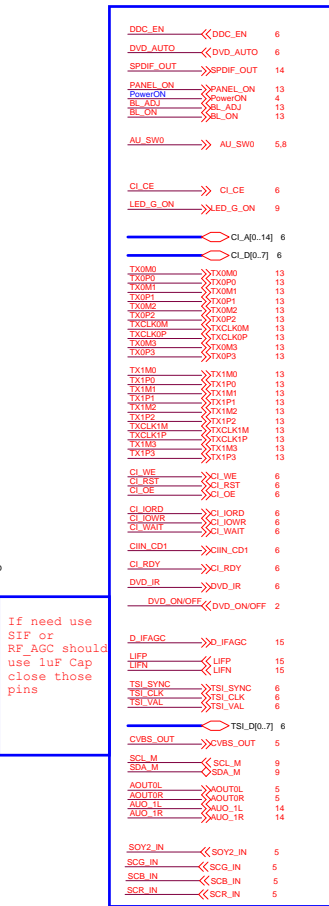 DDC_EN DDC_EN 6
DVD_AUTO DVD_AUTO 6
SPDIF_OUT SPDIF_OUT 14
PANEL_ON PANEL_ON 13
PowerON PowerON 4
BL_ADJ BL_ADJ 13
BL_ON BL_ON 13
AU_SW0 AU_SW0 5,8
CI_CE CI_CE 6
LED_G_ON LED_G_ON 9
CI_A[0..14] 6
CI_D[0..7] 6
TX0M0 TX0M0 13
TX0P0 TX0P0 13
TX0M1 TX0M1 13
TX0P1 TX0P1 13
TX0M2 TX0M2 13
TX0P2 TX0P2 13
TXCLK0M TXCLK0M 13
TXCLK0P TXCLK0P 13
TX0M3 TX0M3 13
TX0P3 TX0P3 13
TX1M0 TX1M0 13
TX1P0 TX1P0 13
TX1M1 TX1M1 13
TX1P1 TX1P1 13
TX1M2 TX1M2 13
TX1P2 TX1P2 13
TXCLK1M TXCLK1M 13
TXCLK1P TXCLK1P 13
TX1M3 TX1M3 13
TX1P3 TX1P3 13
CI_WE CI_WE 6
CI_RST CI_RST 6
CI_OE CI_OE 6
CI_IORD CI_IORD 6
CI_IOWR CI_IOWR 6
CI_WAIT CI_WAIT 6
CIIN_CD1 CIIN_CD1 6
CI_RDY CI_RDY 6
DVD_IR DVD_IR 6
DVD_ON/OFF DVD_ON/OFF 2
If need use
SIF or
RF_AGC should
use 1uF Cap
close those
pins
D_IFAGC D_IFAGC 15
LIFP LIFP 15
LIFN LIFN 15
TSI_SYNC TSI_SYNC 6
TSI_CLK TSI_CLK 6
TSI_VAL TSI_VAL 6
TSI_D[0..7] 6
CVBS_OUT CVBS_OUT 5
SCL_M SCL_M 9
SDA_M SDA_M 9
AOUT0L AOUT0L 5
AOUT0R AOUT0R 5
AUO_1L AUO_1L 14
AUO_1R AUO_1R 14
SOY2_IN SOY2_IN 5
SCG_IN SCG_IN 5
SCB_IN SCB_IN 5
SCR_IN SCR_IN 5